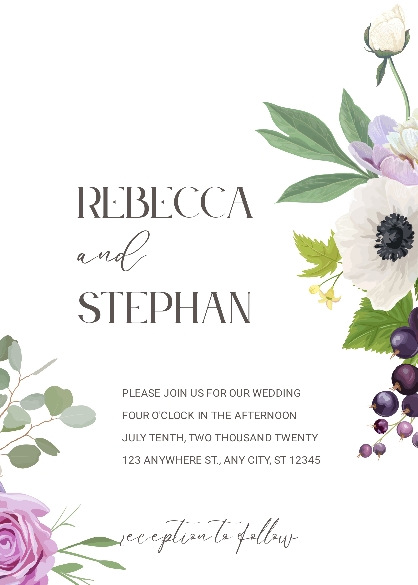 REBECCA
and
STEPHAN
PLEASE JOIN US FOR OUR WEDDING
FOUR O'CLOCK IN THE AFTERNOON
JULY TENTH, TWO THOUSAND TWENTY
123 ANYWHERE ST., ANY CITY, ST 12345
reception to follow